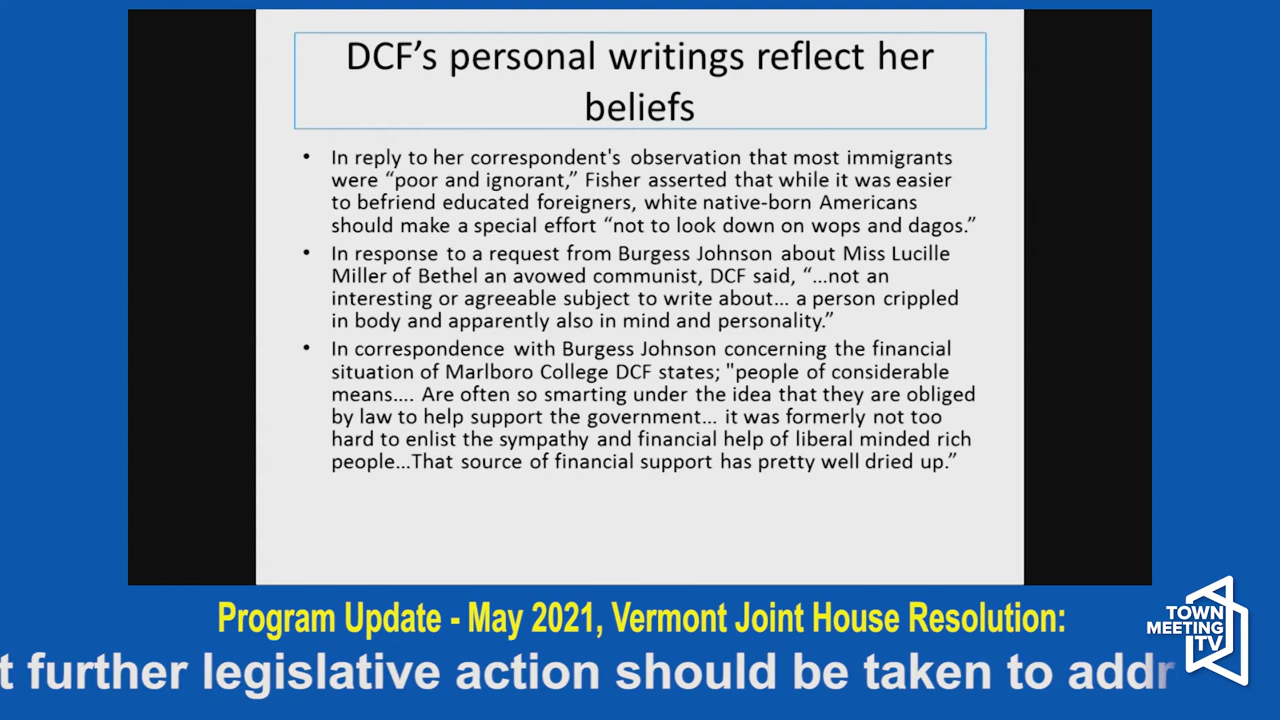 DCF’s personal writings reflect her
beliefs
• In reply to her correspondent's observation that most immigrants
were “poor and ignorant,” Fisher asserted that while it was easier
to befriend educated foreigners, white native-born Americans
should make a special effort “not to look down on wops and dagos.”
• In response to a request from Burgess Johnson about Miss Lucille
Miller of Bethel an avowed communist, DCF said, “…not an
interesting or agreeable subject to write about… a person crippled
in body and apparently also in mind and personality.”
• In correspondence with Burgess Johnson concerning the financial
situation of Marlboro College DCF states; "people of considerable
means…. Are often so smarting under the idea that they are obliged
by law to help support the government… it was formerly not too
hard to enlist the sympathy and financial help of liberal minded rich
people…That source of financial support has pretty well dried up.”
Program Update - May 2021, Vermont Joint House Resolution:
t further legislative action should be taken to addr
TOWN
MEETING
TV